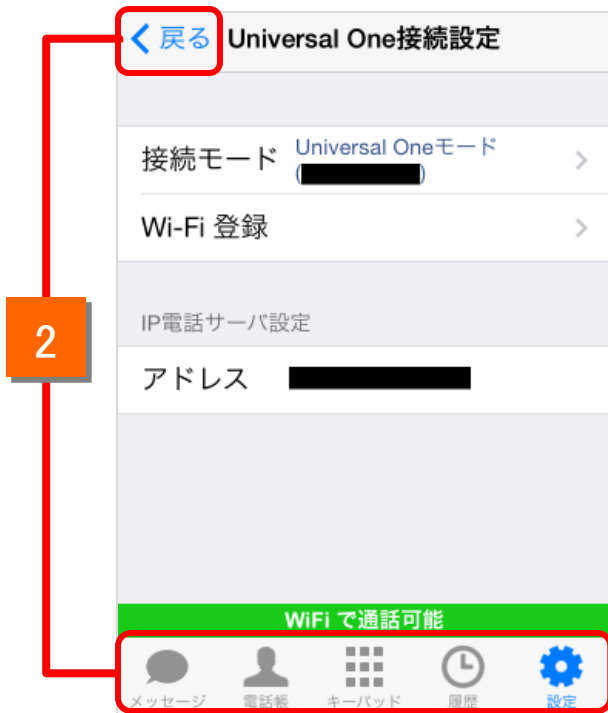 戻る Universal One接続設定
接続モード Universal Oneモード
( )
Wi-Fi 登録
2
IP電話サーバ設定
アドレス
WiFi で通話可能
メッセージ 電話帳 キーパッド 履歴 設定